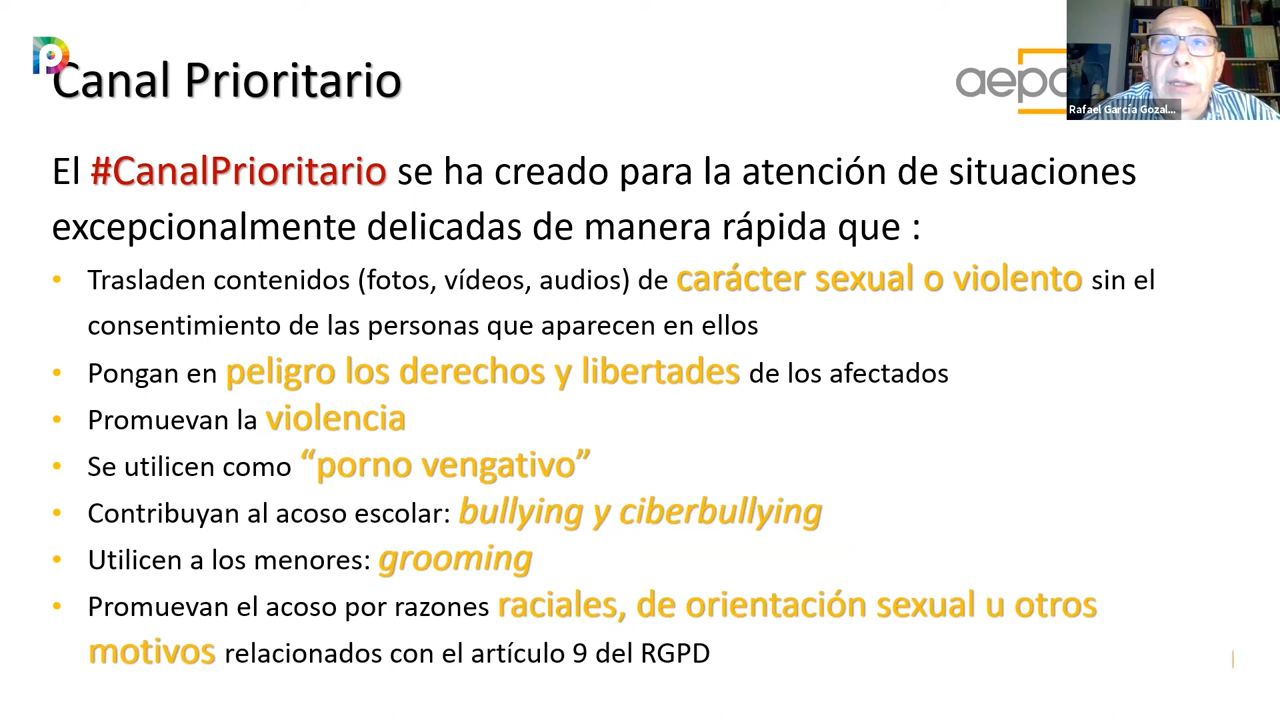 Canal Prioritario
aepd
Rafael García Gozal...
El #CanalPrioritario se ha creado para la atención de situaciones
excepcionalmente delicadas de manera rápida que :
• Trasladen contenidos (fotos, vídeos, audios) de carácter sexual o violento sin el
consentimiento de las personas que aparecen en ellos
• Pongan en peligro los derechos y libertades de los afectados
• Promuevan la violencia
• Se utilicen como “porno vengativo”
• Contribuyan al acoso escolar: bullying y ciberbullying
• Utilicen a los menores: grooming
• Promuevan el acoso por razones raciales, de orientación sexual u otros
motivos relacionados con el artículo 9 del RGPD